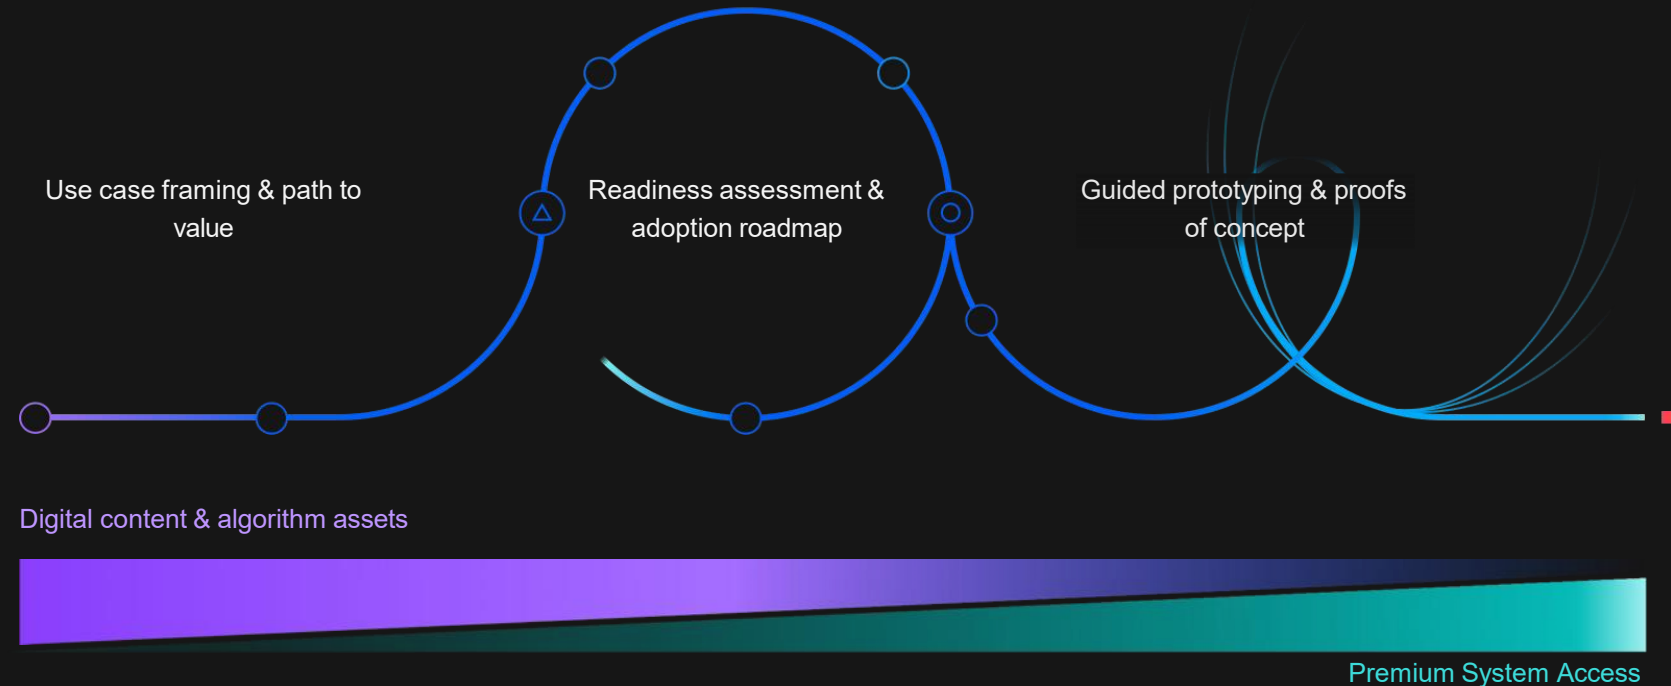 Use case framing & path to
value
Readiness assessment &
adoption roadmap
Guided prototyping & proofs
of concept
Digital content & algorithm assets
Premium System Access